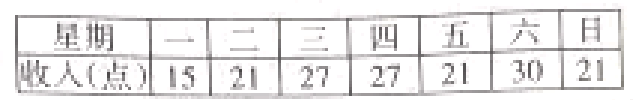 星期 一 二 三 四 五 六 日
收入(点) 15 21 27 27 21 30 21